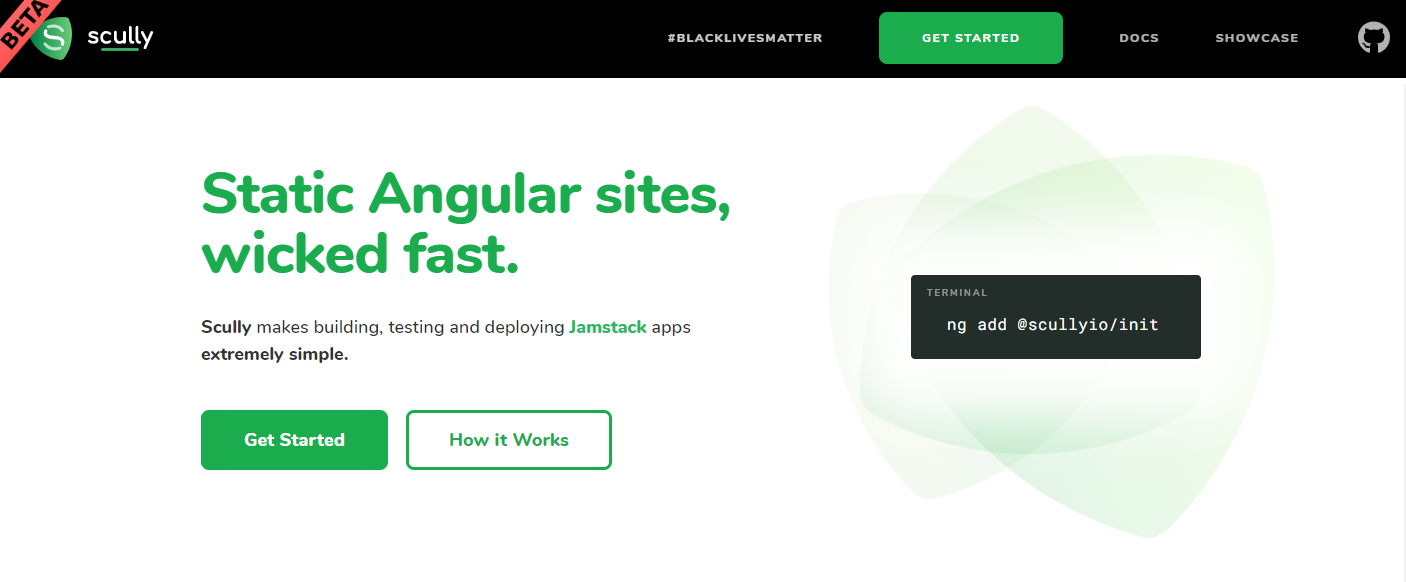 BETA
scully
#BLACKLIVESMATTER
GET STARTED
DOCS
SHOWCASE
Static Angular sites,
wicked fast.
Scully makes building, testing and deploying Jamstack apps
extremely simple.
Get Started
How it Works
TERMINAL
ng add @scullyio/init